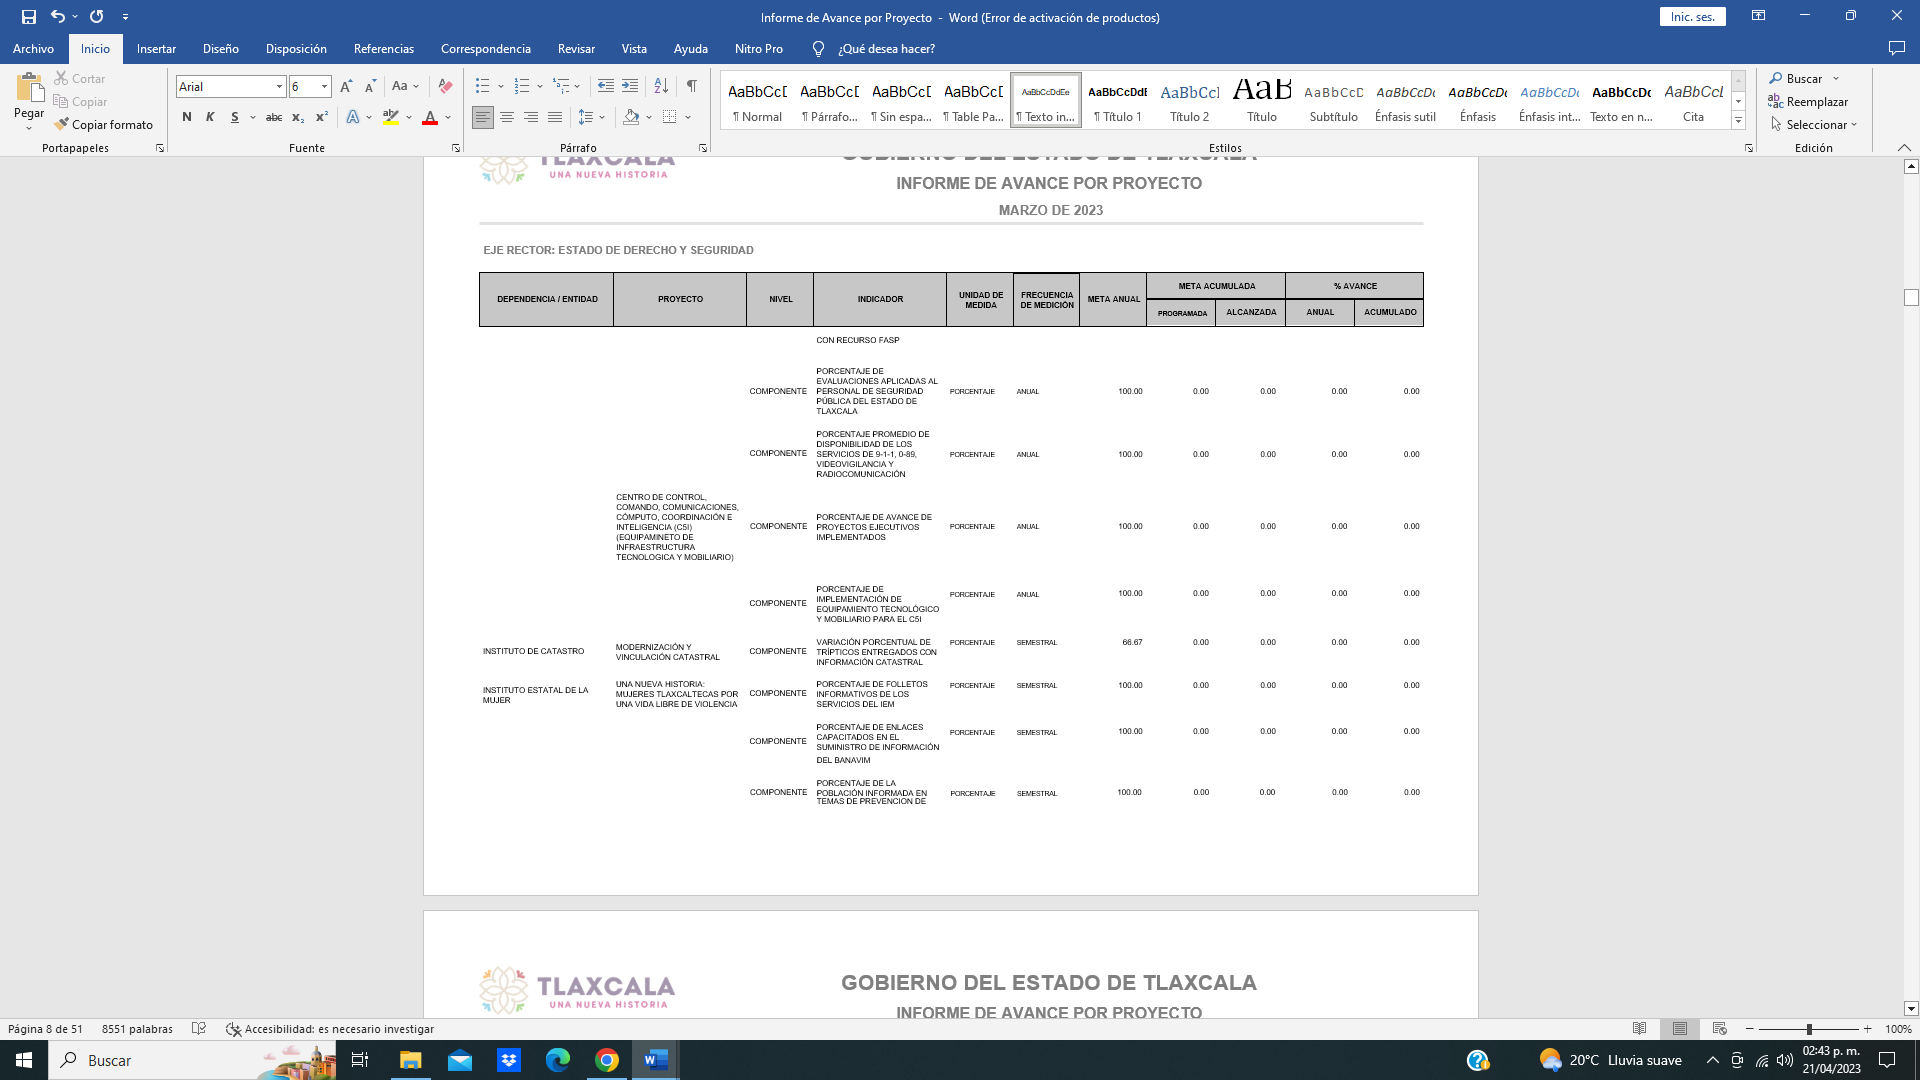 Informe de Avance por Proyecto - Word (Error de activación de productos)
Inic. ses.
Archivo Inicio Insertar Diseño Disposición Referencias Correspondencia Revisar Vista Ayuda Nitro Pro ¿Qué desea hacer?
Pegar
Cortar
Copiar
Copiar formato
Portapapeles
Arial 6
Aa
N K S abc x₂ x²
Fuente
Párrafo
AaBbCcDdEe
¶ Normal
¶ Párrafo...
¶ Sin espa...
¶ Table Pa...
¶ Texto in...
¶ Título 1
Título 2
Título
Subtítulo
Énfasis sutil
Énfasis
Énfasis int...
Texto en n...
Cita
Estilos
Buscar
Reemplazar
Seleccionar
Edición
TLAXCALA
UNA NUEVA HISTORIA
GOBIERNO DEL ESTADO DE TLAXCALA
INFORME DE AVANCE POR PROYECTO
MARZO DE 2023
EJE RECTOR: ESTADO DE DERECHO Y SEGURIDAD
DEPENDENCIA / ENTIDAD PROYECTO NIVEL INDICADOR UNIDAD DE MEDIDA FRECUENCIA DE MEDICIÓN META ANUAL META ACUMULADA % AVANCE
PROGRAMADA ALCANZADA ANUAL ACUMULADO
CON RECURSO FASP
PORCENTAJE DE
EVALUACIONES APLICADAS AL
COMPONENTE PERSONAL DE SEGURIDAD PORCENTAJE ANUAL 100.00 0.00 0.00 0.00 0.00
PÚBLICA DEL ESTADO DE
TLAXCALA
PORCENTAJE PROMEDIO DE
DISPONIBILIDAD DE LOS
COMPONENTE SERVICIOS DE 9-1-1, 0-89, PORCENTAJE ANUAL 100.00 0.00 0.00 0.00 0.00
VIDEOVIGILANCIA Y
RADIOCOMUNICACIÓN
CENTRO DE CONTROL,
COMANDO, COMUNICACIONES,
CÓMPUTO, COORDINACIÓN E PORCENTAJE DE AVANCE DE
INTELIGENCIA (C5I) COMPONENTE PROYECTOS EJECUTIVOS PORCENTAJE ANUAL 100.00 0.00 0.00 0.00 0.00
(EQUIPAMINETO DE IMPLEMENTADOS
INFRAESTRUCTURA
TECNOLOGICA Y MOBILIARIO)
PORCENTAJE DE
COMPONENTE IMPLEMENTACIÓN DE PORCENTAJE ANUAL 100.00 0.00 0.00 0.00 0.00
EQUIPAMIENTO TECNOLÓGICO
Y MOBILIARIO PARA EL C5I
VARIACIÓN PORCENTUAL DE PORCENTAJE SEMESTRAL 66.67 0.00 0.00 0.00 0.00
INSTITUTO DE CATASTRO MODERNIZACIÓN Y VINCULACIÓN CATASTRAL COMPONENTE TRÍPTICOS ENTREGADOS CON
INFORMACIÓN CATASTRAL
UNA NUEVA HISTORIA: PORCENTAJE DE FOLLETOS PORCENTAJE SEMESTRAL 100.00 0.00 0.00 0.00 0.00
INSTITUTO ESTATAL DE LA MUJER MUJERES TLAXCALTECAS POR COMPONENTE INFORMATIVOS DE LOS
UNA VIDA LIBRE DE VIOLENCIA SERVICIOS DEL IEM
PORCENTAJE DE ENLACES PORCENTAJE SEMESTRAL 100.00 0.00 0.00 0.00 0.00
COMPONENTE CAPACITADOS EN EL
SUMINISTRO DE INFORMACIÓN
DEL BANAVIM
PORCENTAJE DE LA
COMPONENTE POBLACIÓN INFORMADA EN PORCENTAJE SEMESTRAL 100.00 0.00 0.00 0.00 0.00
TEMAS DE PREVENCION DE
TLAXCALA
UNA NUEVA HISTORIA
GOBIERNO DEL ESTADO DE TLAXCALA
INFORME DE AVANCE POR PROYECTO
Página 8 de 51 8551 palabras Accesibilidad: es necesario investigar 100%
Buscar
20°C Lluvia suave
02:43 p. m.
21/04/2023